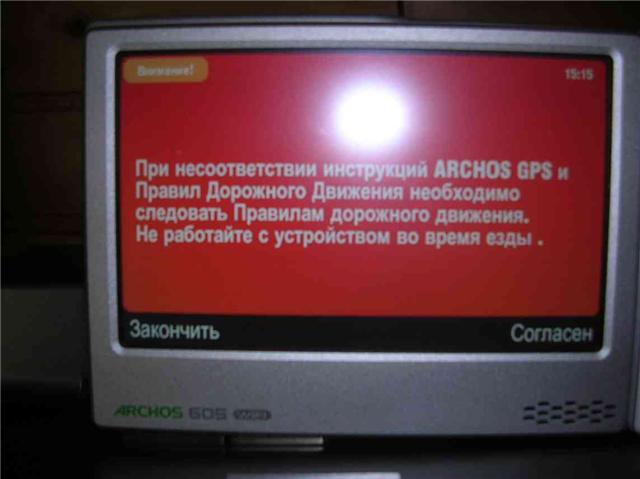 Внимание!
15:15
При несоответствии инструкций ARCHOS GPS и
Правил Дорожного Движения необходимо
следовать Правилам дорожного движения.
Не работайте с устройством во время езды .
Закончить
Согласен
ARCHOS 605 WIFI